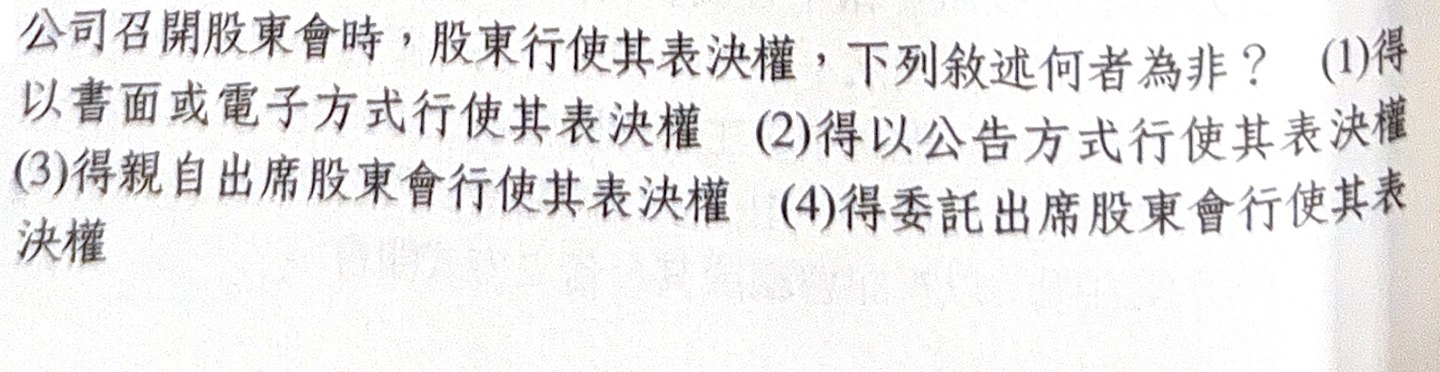 公司召開股東會時，股東行使其表決權，下列敘述何者為非？ (1)得
以書面或電子方式行使其表決權 (2)得以公告方式行使其表決權
(3)得親自出席股東會行使其表決權 (4)得委託出席股東會行使其表
決權